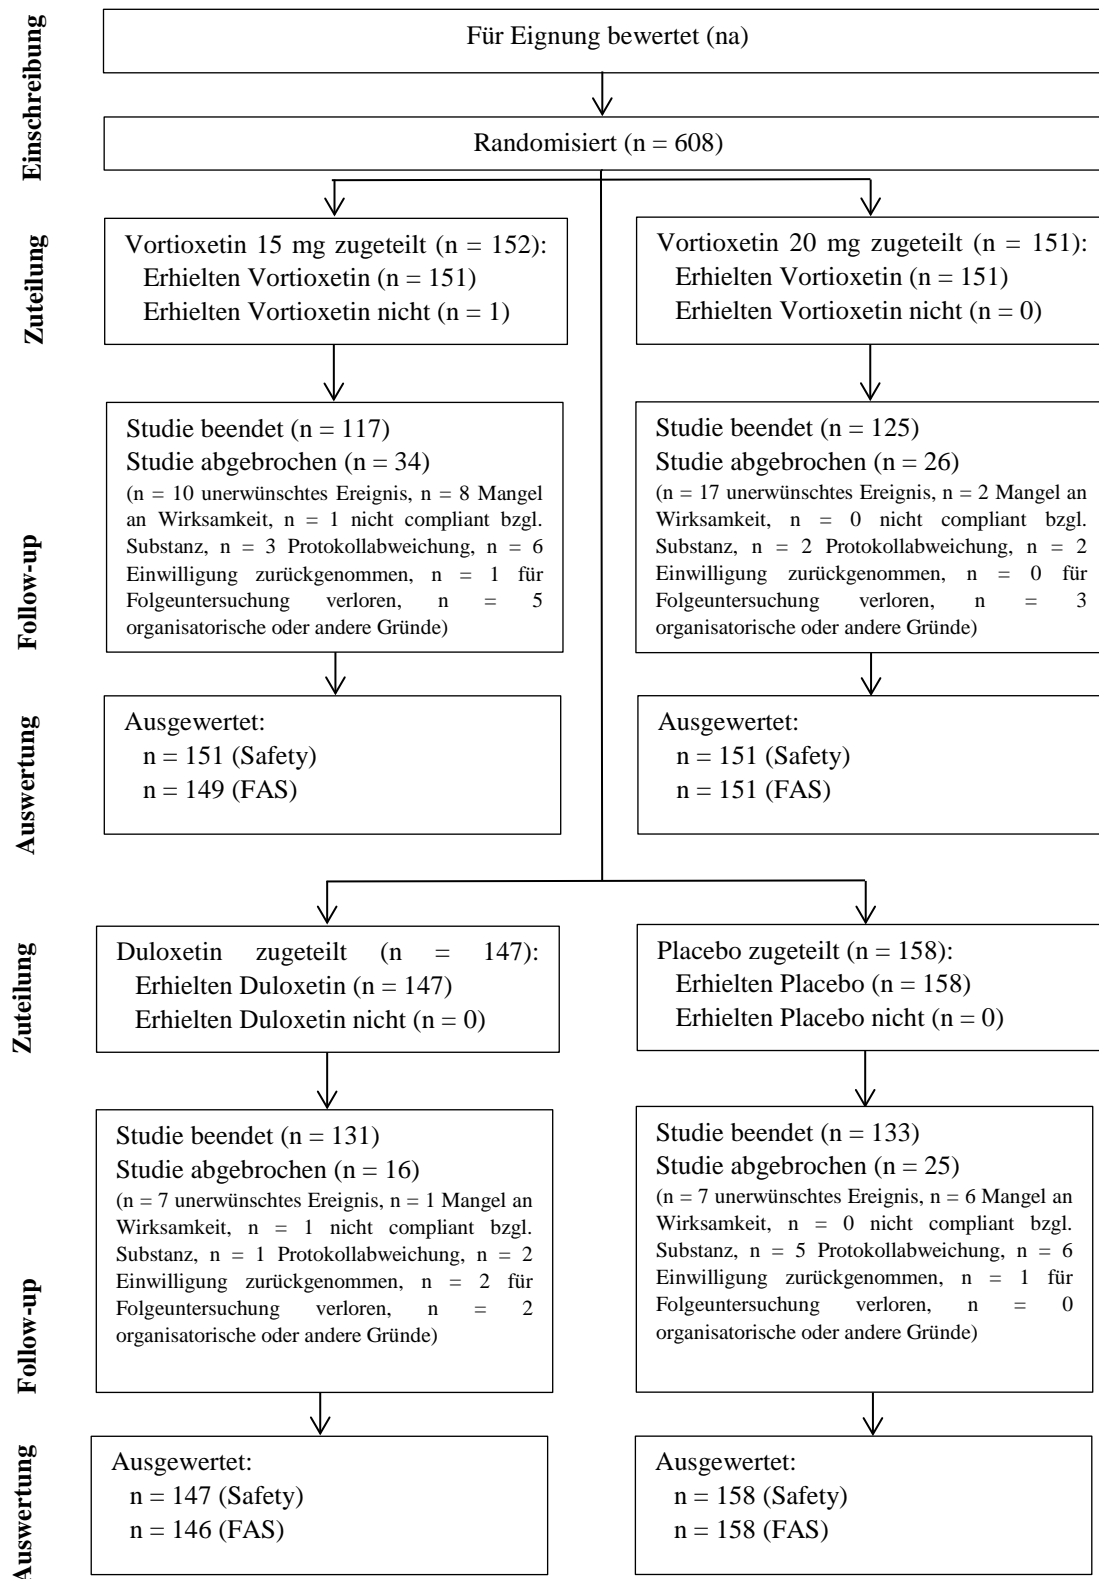 Einschreibung
Für Eignung bewertet (na)
Randomisiert (n = 608)
Zuteilung
Vortioxetin 15 mg zugeteilt (n = 152):
Erhielten Vortioxetin (n = 151)
Erhielten Vortioxetin nicht (n = 1)
Vortioxetin 20 mg zugeteilt (n = 151):
Erhielten Vortioxetin (n = 151)
Erhielten Vortioxetin nicht (n = 0)
Follow-up
Studie beendet (n = 117)
Studie abgebrochen (n = 34)
(n = 10 unerwünschtes Ereignis, n = 8 Mangel
an Wirksamkeit, n = 1 nicht compliant bzgl.
Substanz, n = 3 Protokollabweichung, n = 6
Einwilligung zurückgenommen, n = 1 für
Folgeuntersuchung verloren, n = 5
organisatorische oder andere Gründe)
Studie beendet (n = 125)
Studie abgebrochen (n = 26)
(n = 17 unerwünschtes Ereignis, n = 2 Mangel an
Wirksamkeit, n = 0 nicht compliant bzgl.
Substanz, n = 2 Protokollabweichung, n = 2
Einwilligung zurückgenommen, n = 0 für
Folgeuntersuchung verloren, n = 3
organisatorische oder andere Gründe)
Auswertung
Ausgewertet:
n = 151 (Safety)
n = 149 (FAS)
Ausgewertet:
n = 151 (Safety)
n = 151 (FAS)
Zuteilung
Duloxetin zugeteilt (n = 147):
Erhielten Duloxetin (n = 147)
Erhielten Duloxetin nicht (n = 0)
Placebo zugeteilt (n = 158):
Erhielten Placebo (n = 158)
Erhielten Placebo nicht (n = 0)
Follow-up
Studie beendet (n = 131)
Studie abgebrochen (n = 16)
(n = 7 unerwünschtes Ereignis, n = 1 Mangel an
Wirksamkeit, n = 1 nicht compliant bzgl.
Substanz, n = 1 Protokollabweichung, n = 2
Einwilligung zurückgenommen, n = 2 für
Folgeuntersuchung verloren, n = 2
organisatorische oder andere Gründe)
Studie beendet (n = 133)
Studie abgebrochen (n = 25)
(n = 7 unerwünschtes Ereignis, n = 6 Mangel an
Wirksamkeit, n = 0 nicht compliant bzgl.
Substanz, n = 5 Protokollabweichung, n = 6
Einwilligung zurückgenommen, n = 1 für
Folgeuntersuchung verloren, n = 0
organisatorische oder andere Gründe)
Auswertung
Ausgewertet:
n = 147 (Safety)
n = 146 (FAS)
Ausgewertet:
n = 158 (Safety)
n = 158 (FAS)